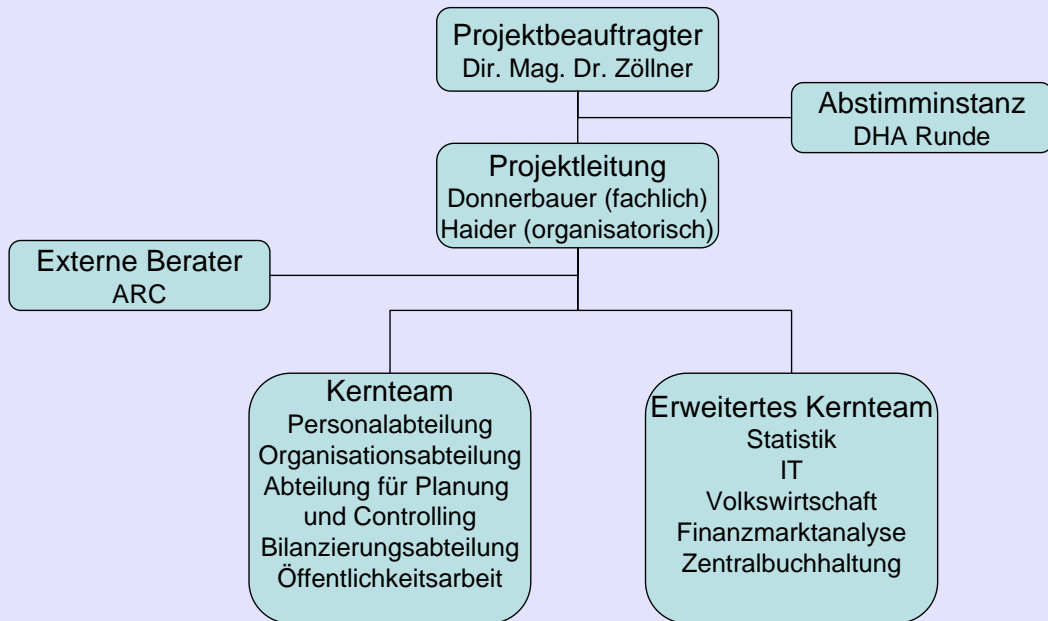 Projektbeauftragter
Dir. Mag. Dr. Zöllner
Abstimminstanz
DHA Runde
Projektleitung
Donnerbauer (fachlich)
Haider (organisatorisch)
Externe Berater
ARC
Kernteam
Personalabteilung
Organisationsabteilung
Abteilung für Planung
und Controlling
Bilanzierungsabteilung
Öffentlichkeitsarbeit
Erweitertes Kernteam
Statistik
IT
Volkswirtschaft
Finanzmarktanalyse
Zentralbuchhaltung